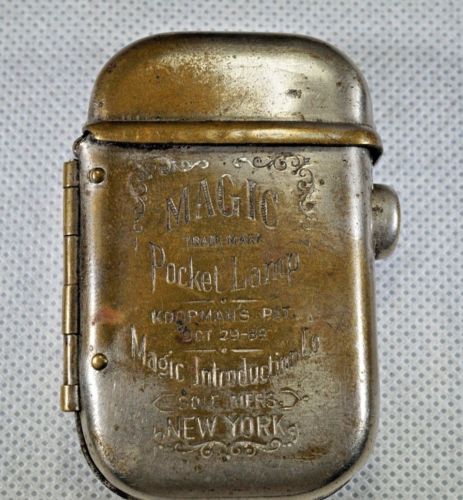 MAGIC
TRADE MARK
Pocket Lamp
KOOPMAN'S PAT.
OCT 29-89
Magic Introduction Co
SOLE MFRS
NEW YORK